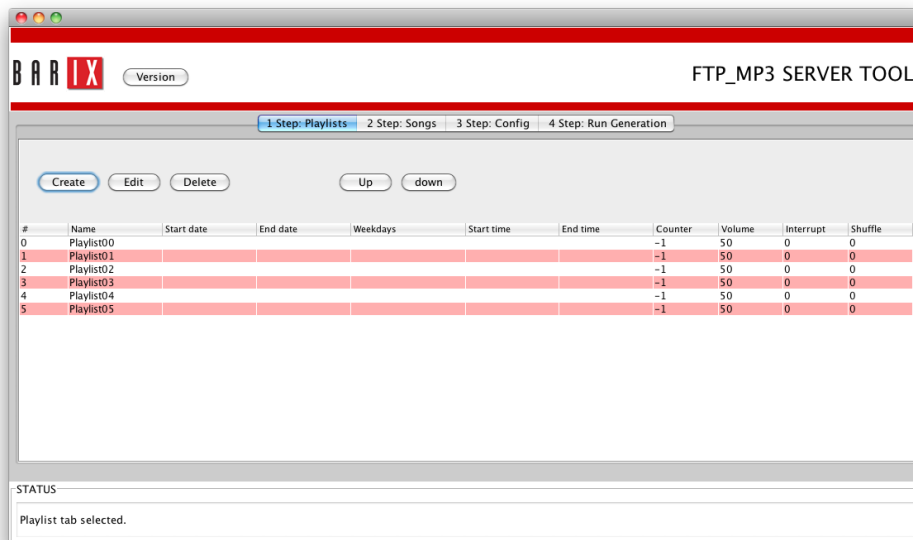 BARIX Version FTP_MP3 SERVER TOOL
1 Step: Playlists 2 Step: Songs 3 Step: Config 4 Step: Run Generation
Create Edit Delete Up down
# Name Start date End date Weekdays Start time End time Counter Volume Interrupt Shuffle
0 Playlist00 -1 50 0 0
1 Playlist01 -1 50 0 0
2 Playlist02 -1 50 0 0
3 Playlist03 -1 50 0 0
4 Playlist04 -1 50 0 0
5 Playlist05 -1 50 0 0
STATUS
Playlist tab selected.